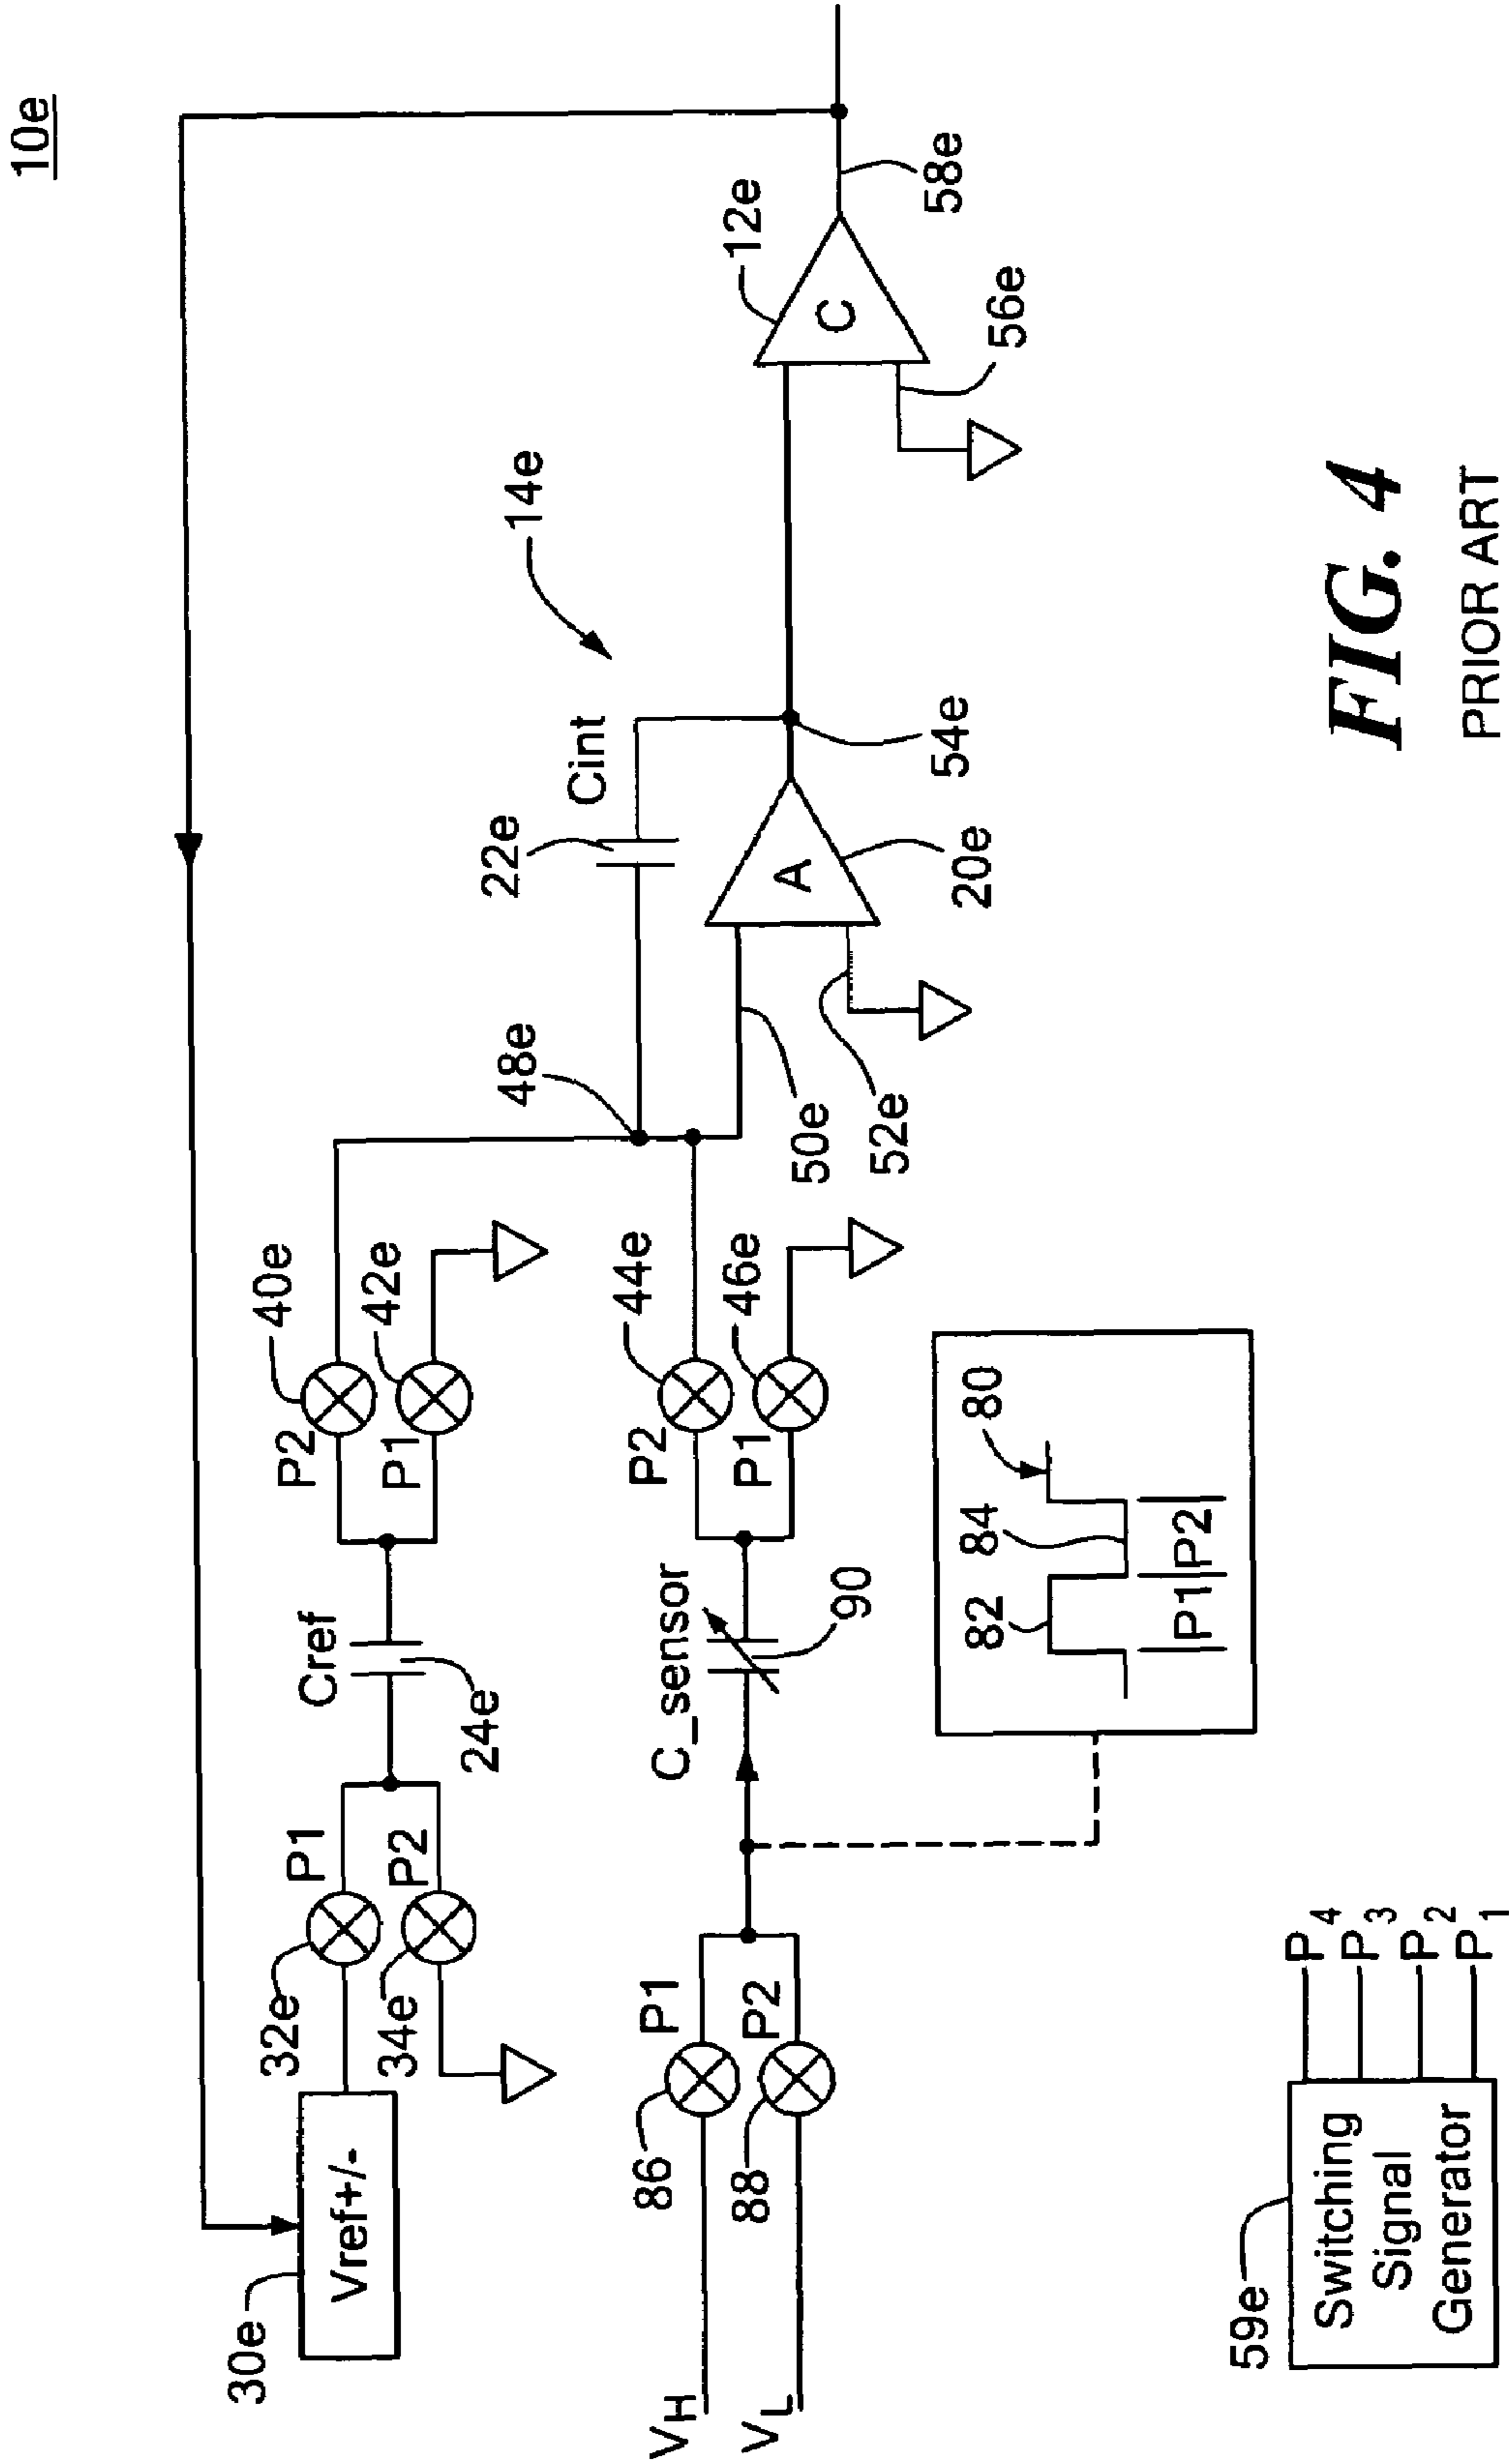 10e
30e
Vref+/-
32e
P1
34e
P2
Cref
24e
P2
40e
P1
42e
48e
22e
Cint
14e
12e
VH
VL
86
P1
88
P2
C_sensor
90
P2
44e
P1
46e
50e
52e
A
20e
54e
C
56e
58e
82
84
80
P1
P2
59e
Switching
Signal
Generator
P4
P3
P2
P1
FIG. 4
PRIOR ART